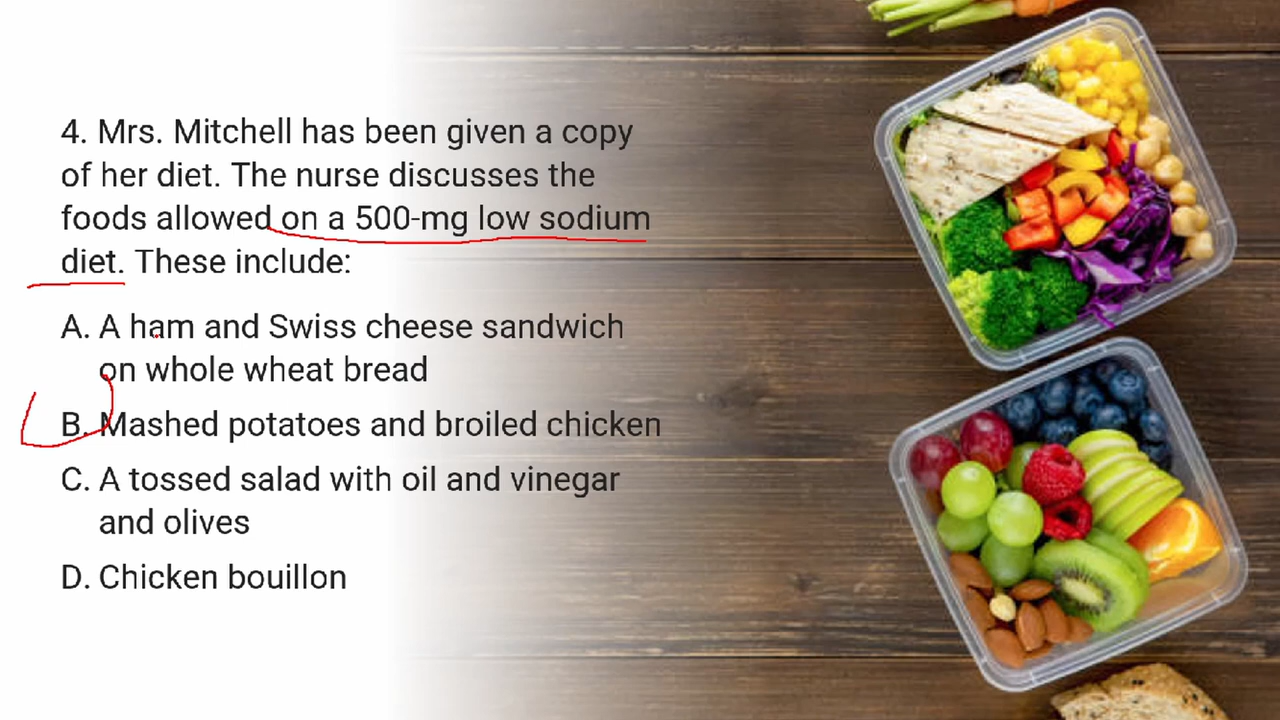 4. Mrs. Mitchell has been given a copy
of her diet. The nurse discusses the
foods allowed on a 500-mg low sodium
diet. These include:
A. A ham and Swiss cheese sandwich
on whole wheat bread
B. Mashed potatoes and broiled chicken
C. A tossed salad with oil and vinegar
and olives
D. Chicken bouillon